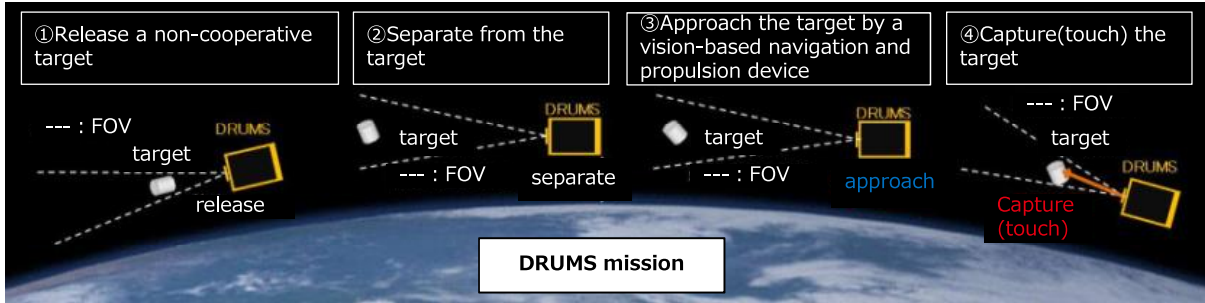 ①Release a non-cooperative
target
②Separate from the
target
③Approach the target by a
vision-based navigation and
propulsion device
④Capture(touch) the
target
--- : FOV
DRUMS
target
release
DRUMS
target
--- : FOV
separate
DRUMS
target
--- : FOV
approach
--- : FOV
target
DRUMS
Capture
(touch)
DRUMS mission